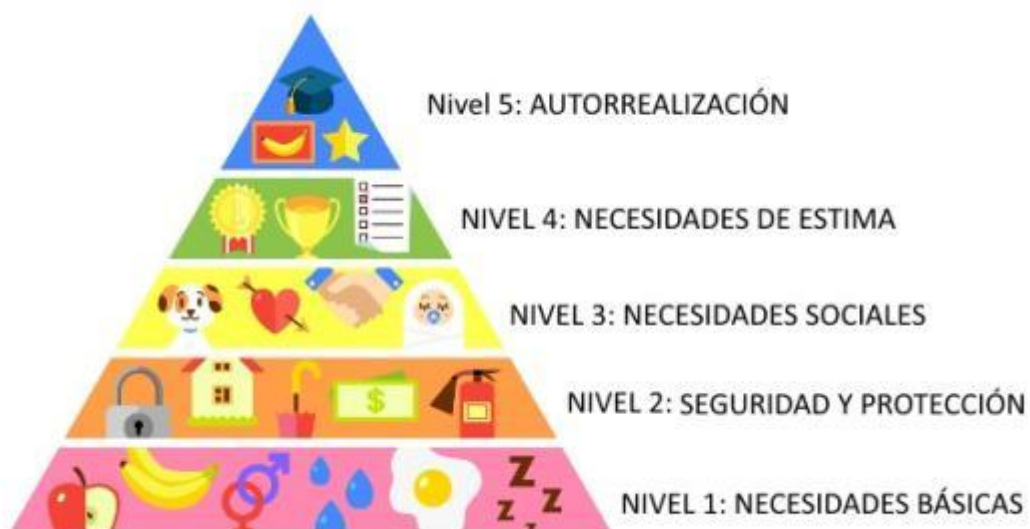 Nivel 5: AUTORREALIZACIÓN
NIVEL 4: NECESIDADES DE ESTIMA
NIVEL 3: NECESIDADES SOCIALES
$
NIVEL 2: SEGURIDAD Y PROTECCIÓN
Z
Z
Z
Z
NIVEL 1: NECESIDADES BÁSICAS